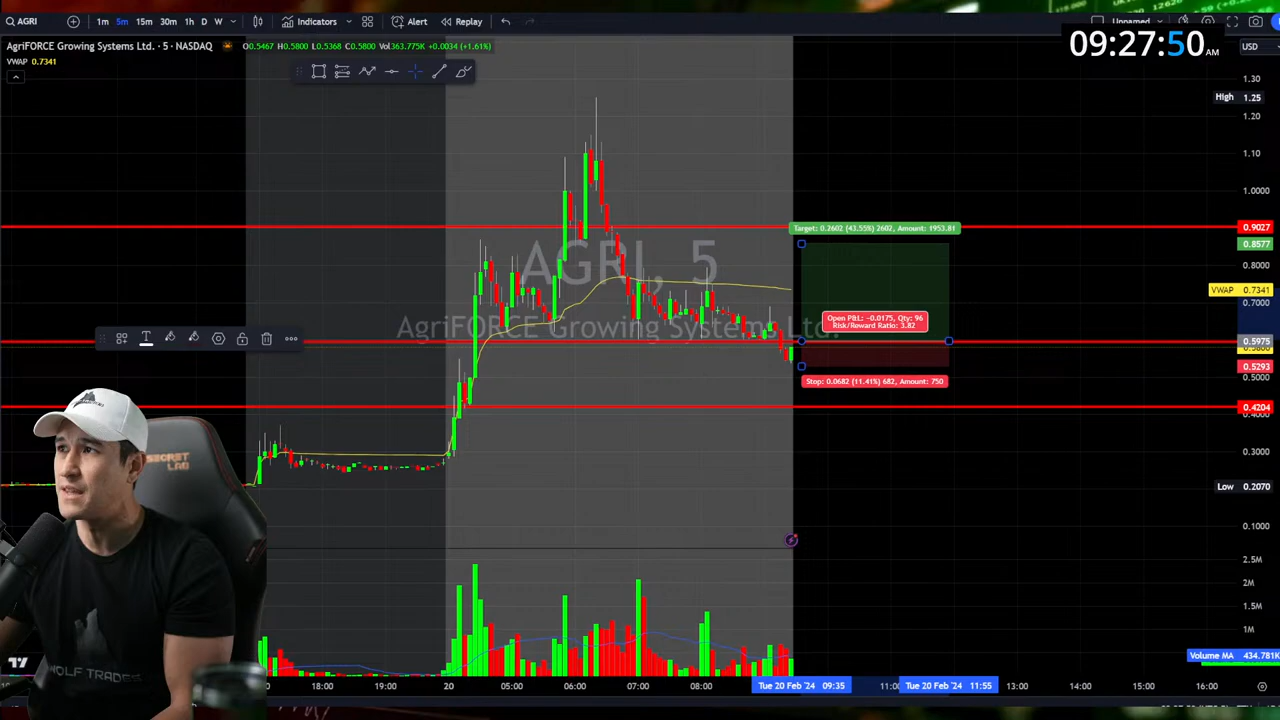 AGRI 1m 5m 15m 30m 1h D W Indicators Alert Replay Unnamed
AgriFORCE Growing Systems Ltd. · 5 · NASDAQ O0.5467 H0.5800 L0.5368 C0.5800 Vol363.775K +0.0034 (+1.61%) USD
VWAP 0.7341
09:27:50 AM
1.30
High 1.25
1.20
1.10
1.0000
0.9027
Target: 0.2602 (43.55%) 2602, Amount: 1953.81
0.8577
AGRI, 5
0.8000
VWAP 0.7341
0.7000
AgriFORCE Growing Systems Ltd.
Open P&L: −0.0175, Qty: 96
Risk/Reward Ratio: 3.82
0.5975
0.5293
0.5000
Stop: 0.0682 (11.41%) 682, Amount: 750
0.4204
0.3000
SECRET
LAB
Low 0.2070
0.1000
2.5M
2M
1.5M
1M
Volume MA 434.781K
WOLF TRADES
18:00 19:00 20 05:00 06:00 07:00 08:00 Tue 20 Feb '24 09:35 11:00 Tue 20 Feb '24 11:55 13:00 14:00 15:00 16:00